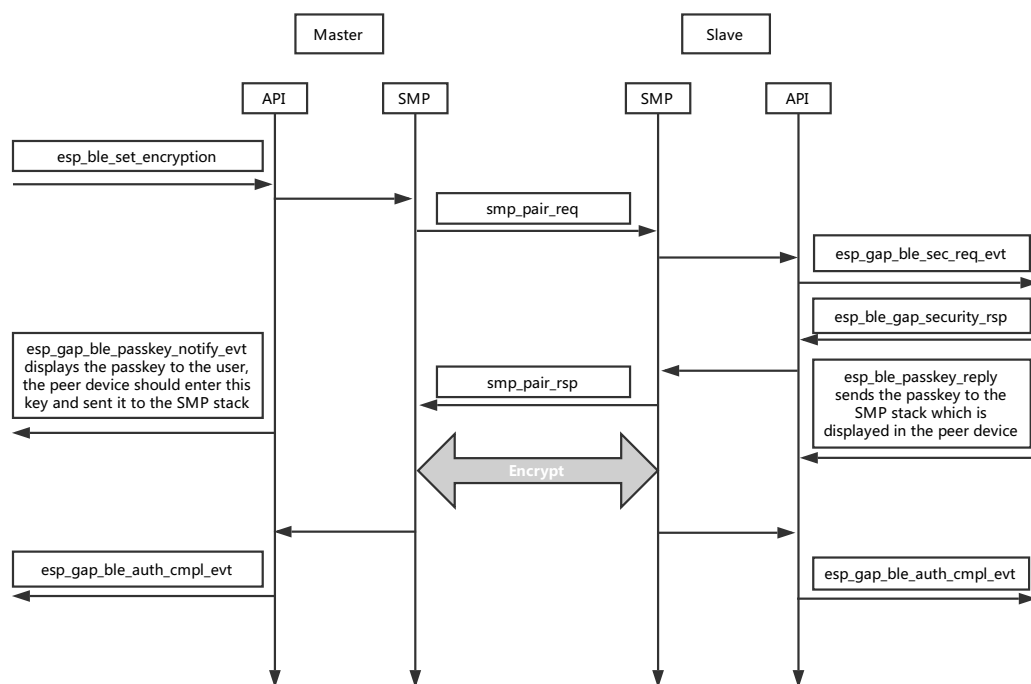 Master
Slave
API
SMP
SMP
API
esp_ble_set_encryption
smp_pair_req
esp_gap_ble_sec_req_evt
esp_ble_gap_security_rsp
esp_gap_ble_passkey_notify_evt
displays the passkey to the user,
the peer device should enter this
key and sent it to the SMP stack
smp_pair_rsp
esp_ble_passkey_reply
sends the passkey to the
SMP stack which is
displayed in the peer device
Encrypt
esp_gap_ble_auth_cmpl_evt
esp_gap_ble_auth_cmpl_evt